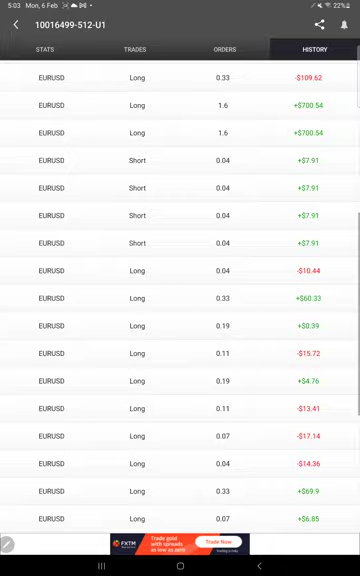 5:03 Mon, 6 Feb 22%
10016499-512-U1
STATS TRADES ORDERS HISTORY
EURUSD Long 0.33 -$109.62
EURUSD Long 1.6 +$700.54
EURUSD Long 1.6 +$700.54
EURUSD Short 0.04 +$7.91
EURUSD Short 0.04 +$7.91
EURUSD Short 0.04 +$7.91
EURUSD Short 0.04 +$7.91
EURUSD Long 0.04 -$10.44
EURUSD Long 0.33 +$60.33
EURUSD Long 0.19 +$0.39
EURUSD Long 0.11 -$15.72
EURUSD Long 0.19 +$4.76
EURUSD Long 0.11 -$13.41
EURUSD Long 0.07 -$17.14
EURUSD Long 0.04 -$14.36
EURUSD Long 0.33 +$69.9
EURUSD Long 0.07 +$6.85
FXTM
Trade gold
with spreads
as low as zero
Trade Now
Trading is risky